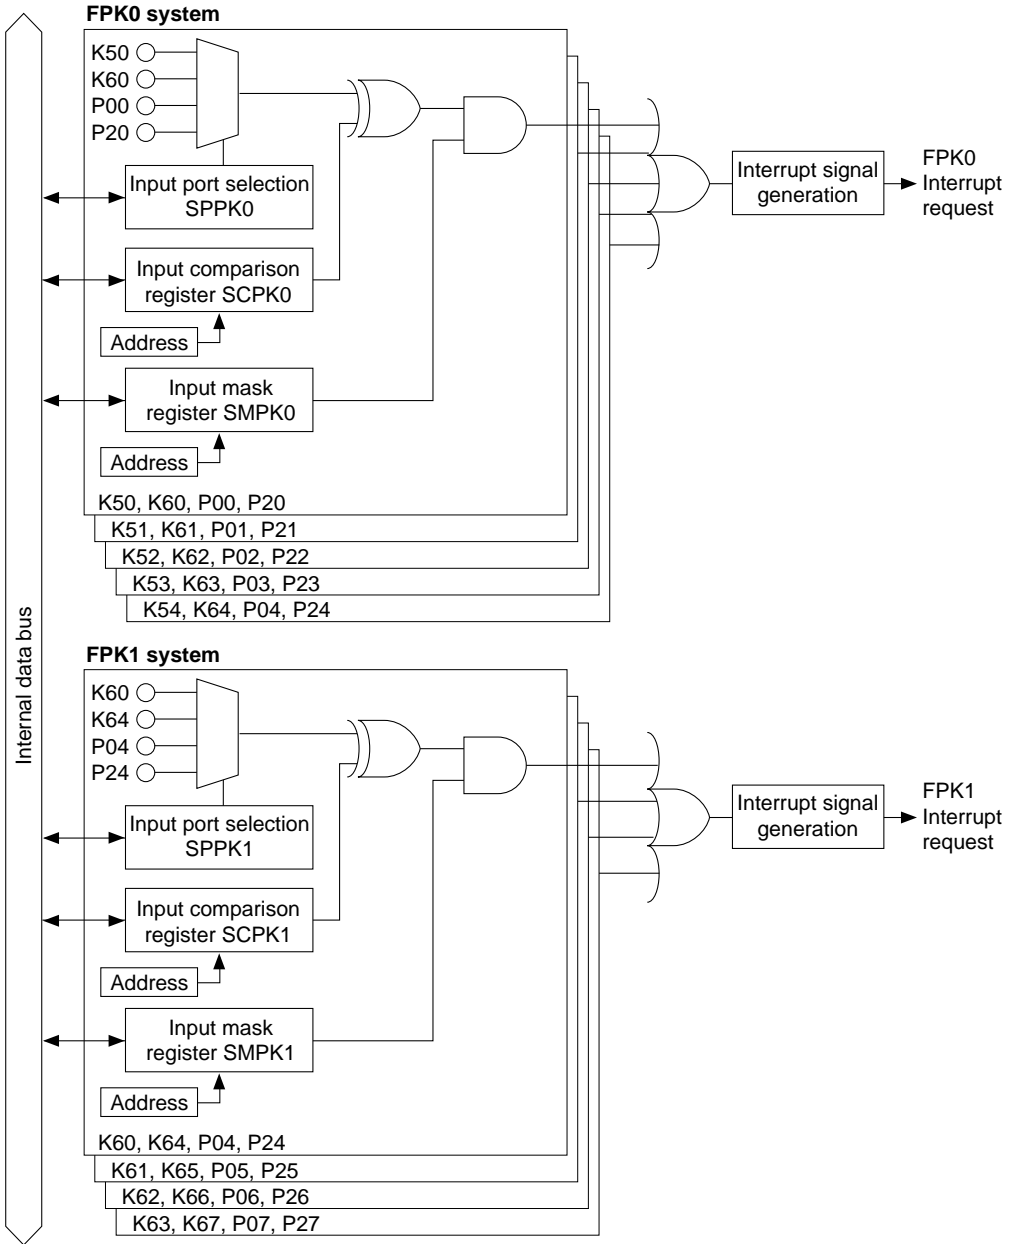 FPK0 system
K50
K60
P00
P20
Input port selection
SPPK0
Input comparison
register SCPK0
Address
Input mask
register SMPK0
Address
K50, K60, P00, P20
K51, K61, P01, P21
K52, K62, P02, P22
K53, K63, P03, P23
K54, K64, P04, P24
Interrupt signal
generation
FPK0
Interrupt
request
Internal data bus
FPK1 system
K60
K64
P04
P24
Input port selection
SPPK1
Input comparison
register SCPK1
Address
Input mask
register SMPK1
Address
K60, K64, P04, P24
K61, K65, P05, P25
K62, K66, P06, P26
K63, K67, P07, P27
Interrupt signal
generation
FPK1
Interrupt
request